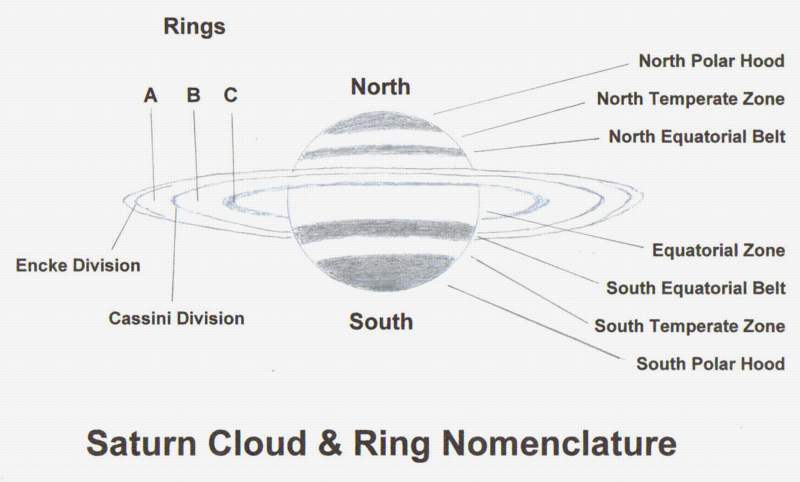 Rings
A B C
North
North Polar Hood
North Temperate Zone
North Equatorial Belt
Encke Division
Cassini Division
South
Equatorial Zone
South Equatorial Belt
South Temperate Zone
South Polar Hood
Saturn Cloud & Ring Nomenclature